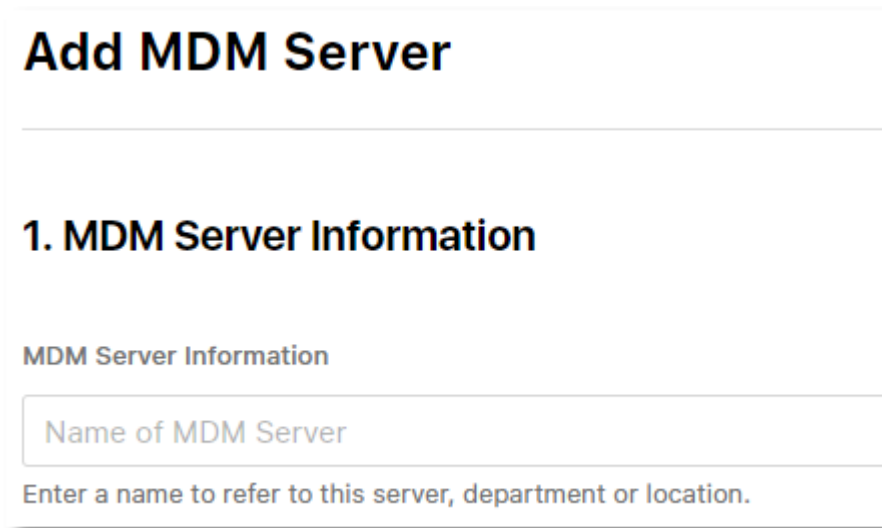 Add MDM Server
1. MDM Server Information
MDM Server Information
Name of MDM Server
Enter a name to refer to this server, department or location.